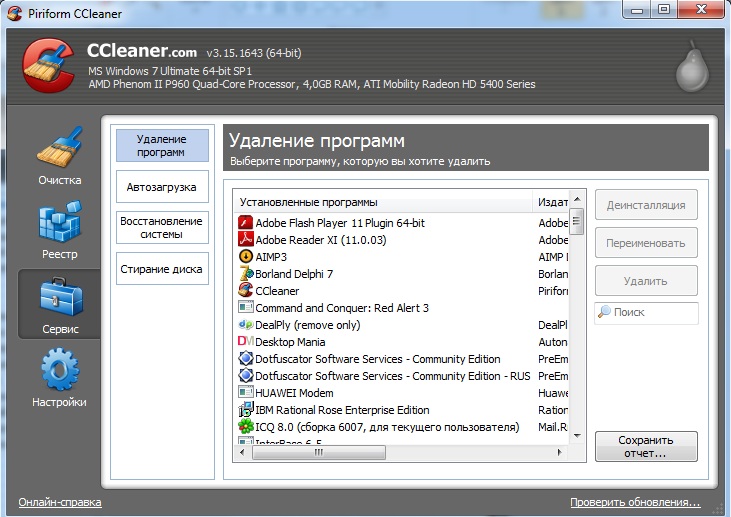 Piriform CCleaner
CCleaner.com v3.15.1643 (64-bit)
MS Windows 7 Ultimate 64-bit SP1
AMD Phenom II P960 Quad-Core Processor, 4,0GB RAM, ATI Mobility Radeon HD 5400 Series
Очистка
Реестр
Сервис
Настройки
Удаление
программ
Автозагрузка
Восстановление
системы
Стирание диска
Удаление программ
Выберите программу, которую вы хотите удалить
Установленные программы Издат
Adobe Flash Player 11 Plugin 64-bit Adobe
Adobe Reader XI (11.0.03) Adobe
AIMP3 AIMP D
Borland Delphi 7 Borlan
CCleaner Piriforn
Command and Conquer: Red Alert 3
DealPly (remove only) DealPl
Desktop Mania Auton
Dotfuscator Software Services - Community Edition PreEm
Dotfuscator Software Services - Community Edition - RUS PreEm
HUAWEI Modem Huawe
IBM Rational Rose Enterprise Edition Ration
ICQ 8.0 (сборка 6007, для текущего пользователя) Mail.R
InterBase 6.5
Деинсталляция
Переименовать
Удалить
Поиск
Сохранить
отчет...
Онлайн-справка
Проверить обновления...